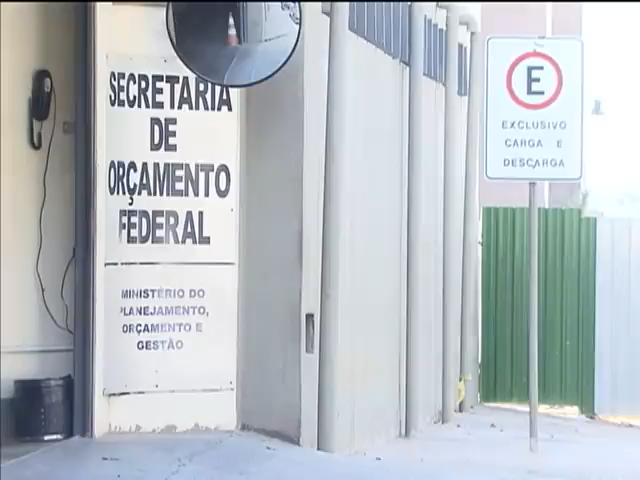 SECRETARIA
DE
ORÇAMENTO
FEDERAL
MINISTÉRIO DO
PLANEJAMENTO,
ORÇAMENTO E
GESTÃO
E
EXCLUSIVO
CARGA E
DESCARGA